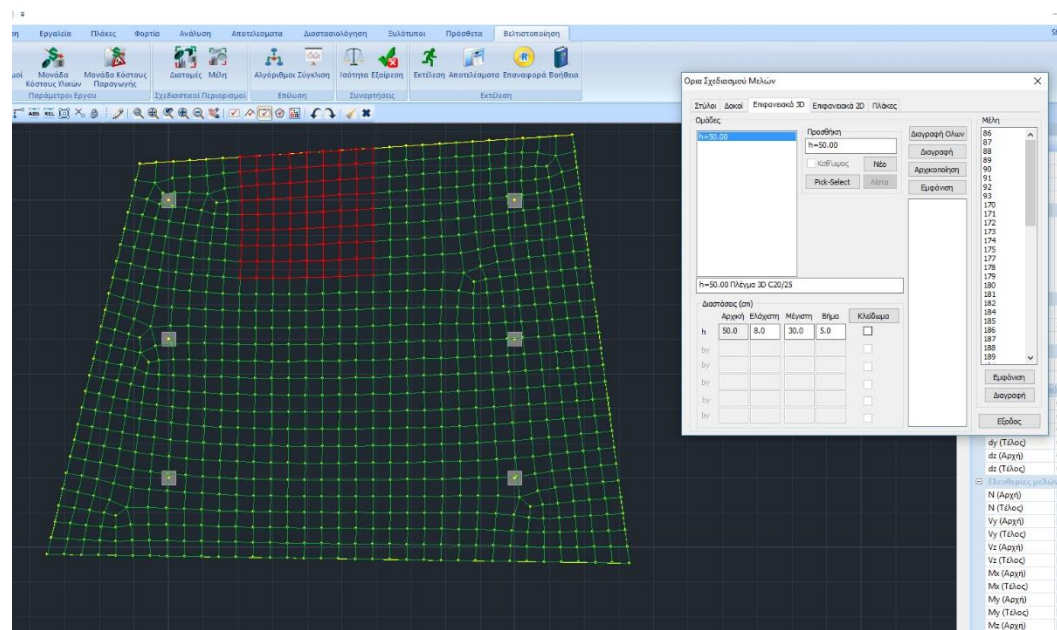 ση Εργαλεία Πλάκες Φορτία Ανάλυση Αποτελεσματα Διαστασιολόγηση Ξυλότυποι Πρόσθετα Βελτιστοποίηση
Μονάδα Κόστους Υλικών
Μονάδα Κόστους Παραγωγής
Διατομές Μέλη
Αλγόριθμοι Σύγκλιση
Ισότητα Εξαίρεση
Εκτέλεση Αποτελέσματα Επαναφορά Βοήθεια
Παράμετροι Εργου Σχεδιαστικοί Περιορισμοί Επίλυση Συναρτήσεις Εκτέλεση
Ορια Σχεδιασμού Μελών
Στύλοι Δοκοί Επιφανειακά 3D Επιφανειακά 2D Πλάκες
Ομάδες
h=50.00
Προσθήκη
h=50.00
Καθ'υψος Νέο
Pick-Select Λίστα
Διαγραφή Ολων
Διαγραφή
Αρχικοποίηση
Εμφάνιση
Μέλη
86
87
88
89
90
91
92
93
170
171
172
173
174
175
177
178
179
180
181
182
184
185
186
187
188
189
h=50.00 Πλέγμα 3D C20/25
Διαστάσεις (cm)
Αρχική Ελάχιστη Μέγιστη Βήμα Κλείδωμα
h 50.0 8.0 30.0 5.0
by
by
by
by
by
Εμφάνιση
Διαγραφή
Εξοδος
dy (Τέλος)
dz (Αρχή)
dz (Τέλος)
Ελευθερίες μελών
N (Αρχή)
N (Τέλος)
Vy (Αρχή)
Vy (Τέλος)
Vz (Αρχή)
Vz (Τέλος)
Mx (Αρχή)
Mx (Τέλος)
My (Αρχή)
My (Τέλος)
Mz (Αρχή)